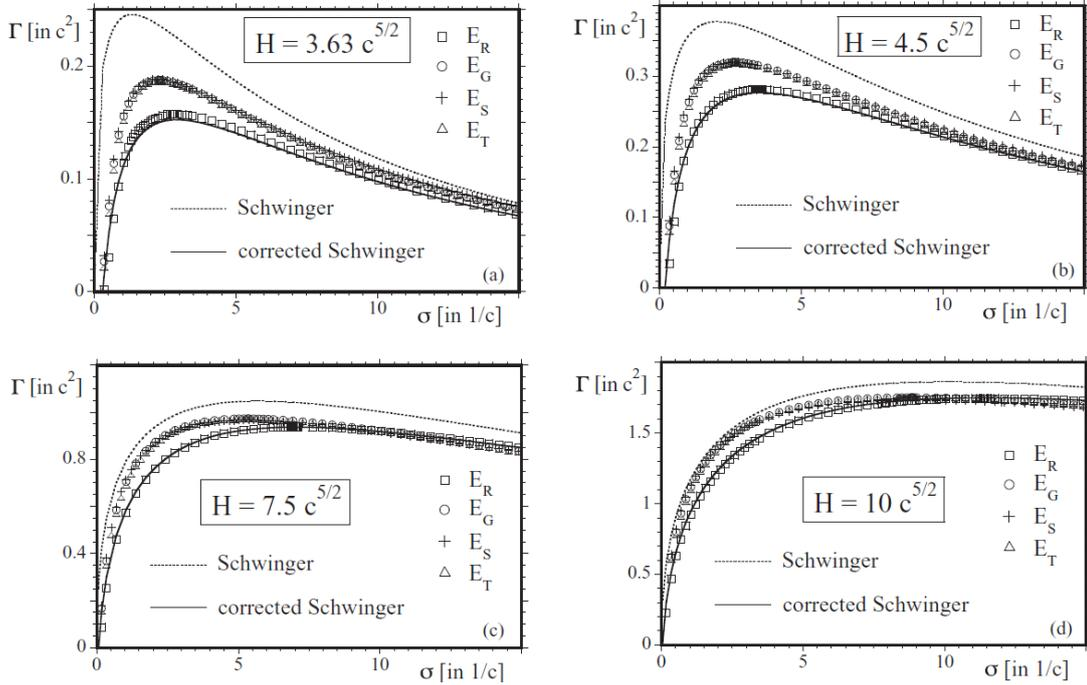 Γ [in c²]
H = 3.63 c^5/2
E_R
E_G
E_S
E_T
0.2
0.1
0
Schwinger
corrected Schwinger
(a)
0 5 10
σ [in 1/c]
Γ [in c²]
H = 4.5 c^5/2
E_R
E_G
E_S
E_T
0.3
0.2
0.1
0
Schwinger
corrected Schwinger
(b)
0 5 10
σ [in 1/c]
Γ [in c²]
0.8
0.4
0
H = 7.5 c^5/2
E_R
E_G
E_S
E_T
Schwinger
corrected Schwinger
(c)
0 5 10
σ [in 1/c]
Γ [in c²]
2
1.5
1
0.5
0
H = 10 c^5/2
E_R
E_G
E_S
E_T
Schwinger
corrected Schwinger
(d)
0 5 10
σ [in 1/c]